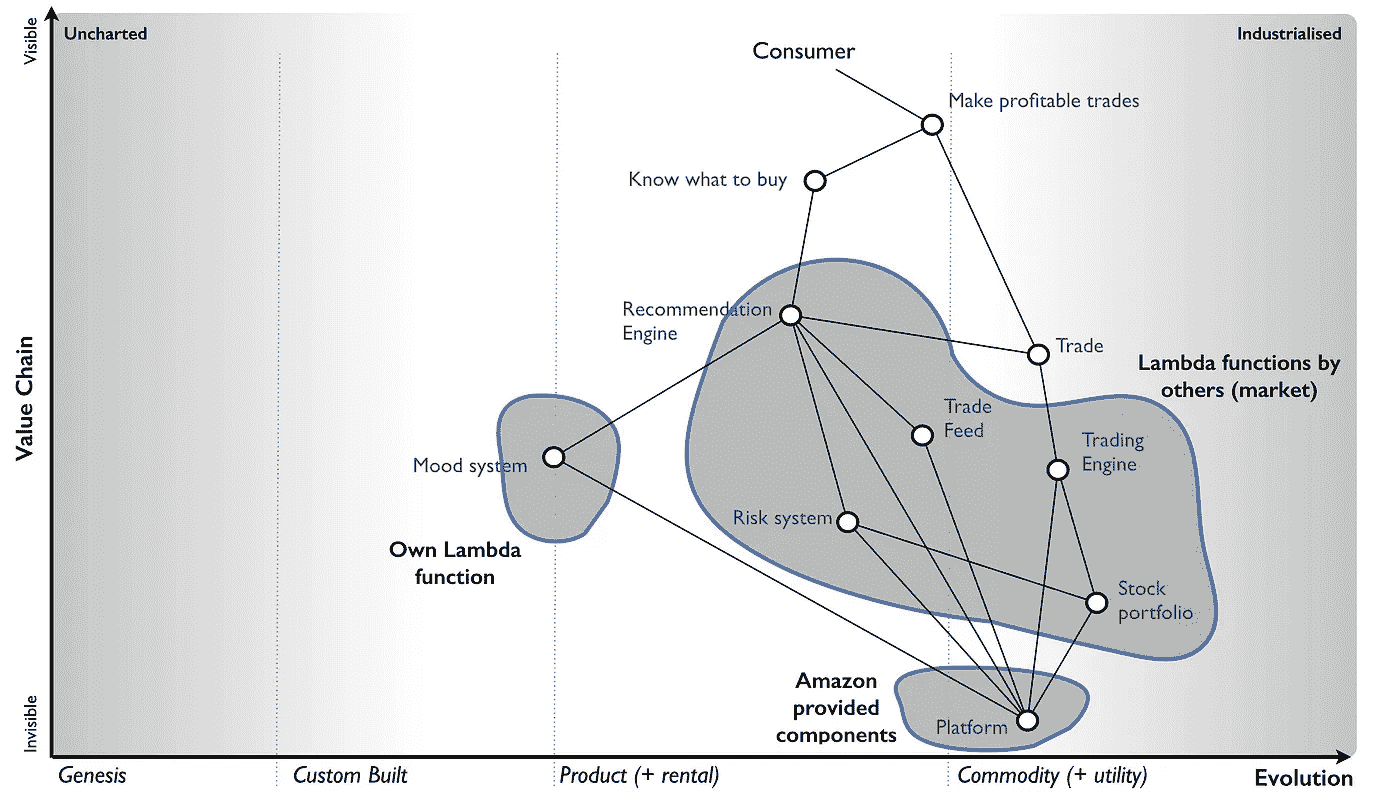 Visible
Uncharted
Industrialised
Consumer
Make profitable trades
Know what to buy
Recommendation
Engine
Trade
Lambda functions by
others (market)
Value Chain
Trade
Feed
Trading
Engine
Mood system
Risk system
Own Lambda
function
Stock
portfolio
Amazon
provided
components
Platform
Invisible
Genesis
Custom Built
Product (+ rental)
Commodity (+ utility)
Evolution